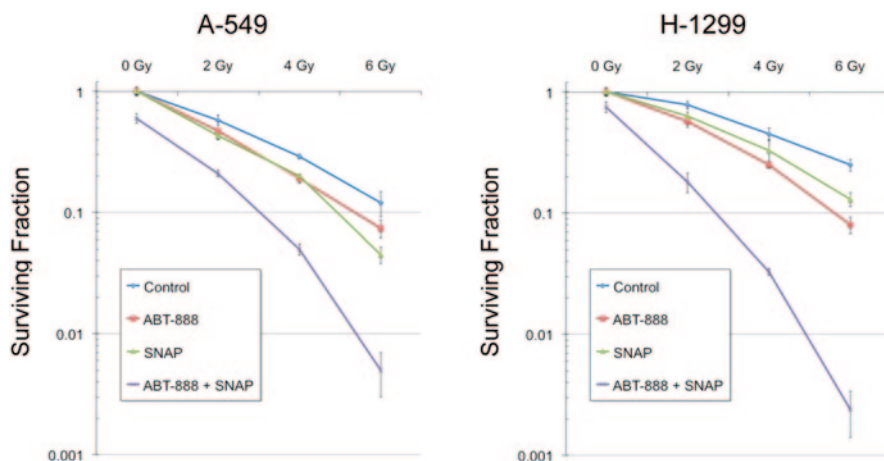 A-549
0 Gy 2 Gy 4 Gy 6 Gy
1
0.1
0.01
0.001
Surviving Fraction
Control
ABT-888
SNAP
ABT-888 + SNAP
H-1299
0 Gy 2 Gy 4 Gy 6 Gy
1
0.1
0.01
0.001
Surviving Fraction
Control
ABT-888
SNAP
ABT-888 + SNAP